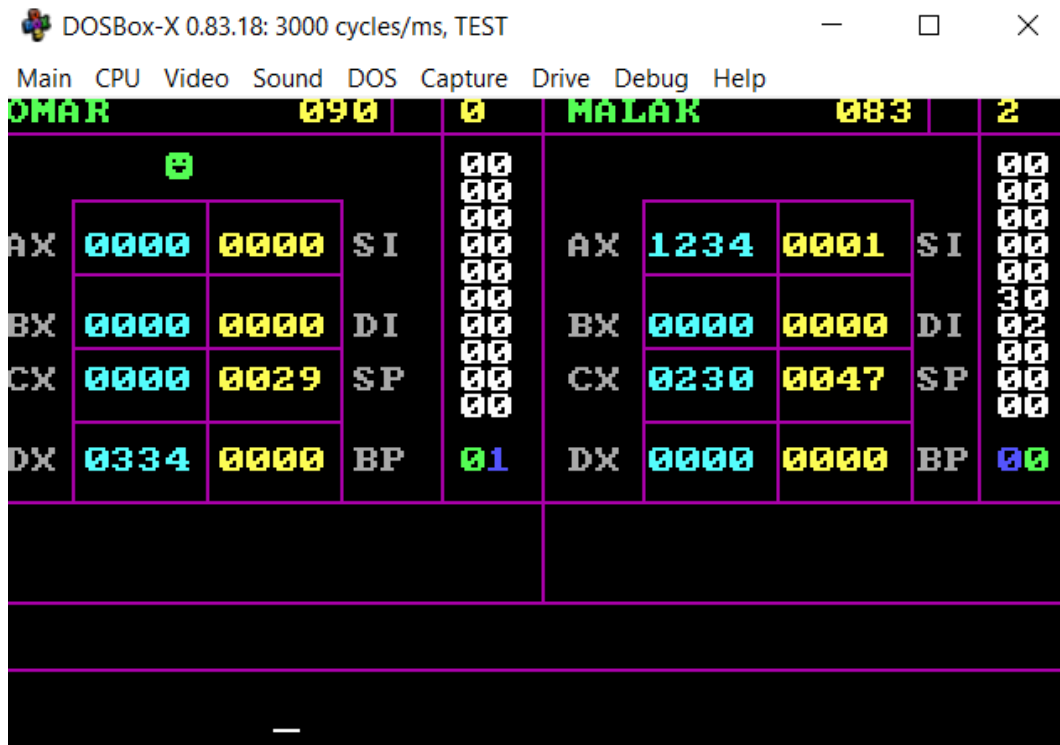 DOSBox-X 0.83.18: 3000 cycles/ms, TEST
Main CPU Video Sound DOS Capture Drive Debug Help
OMAR 090 0 MALAK 083 2
00 00
00 00
00 00
AX 0000 0000 SI 00 AX 1234 0001 SI 00
00 00
00 30
BX 0000 0000 DI 00 BX 0000 0000 DI 02
00 00
CX 0000 0029 SP 00 CX 0230 0047 SP 00
00 00
DX 0334 0000 BP 01 DX 0000 0000 BP 00